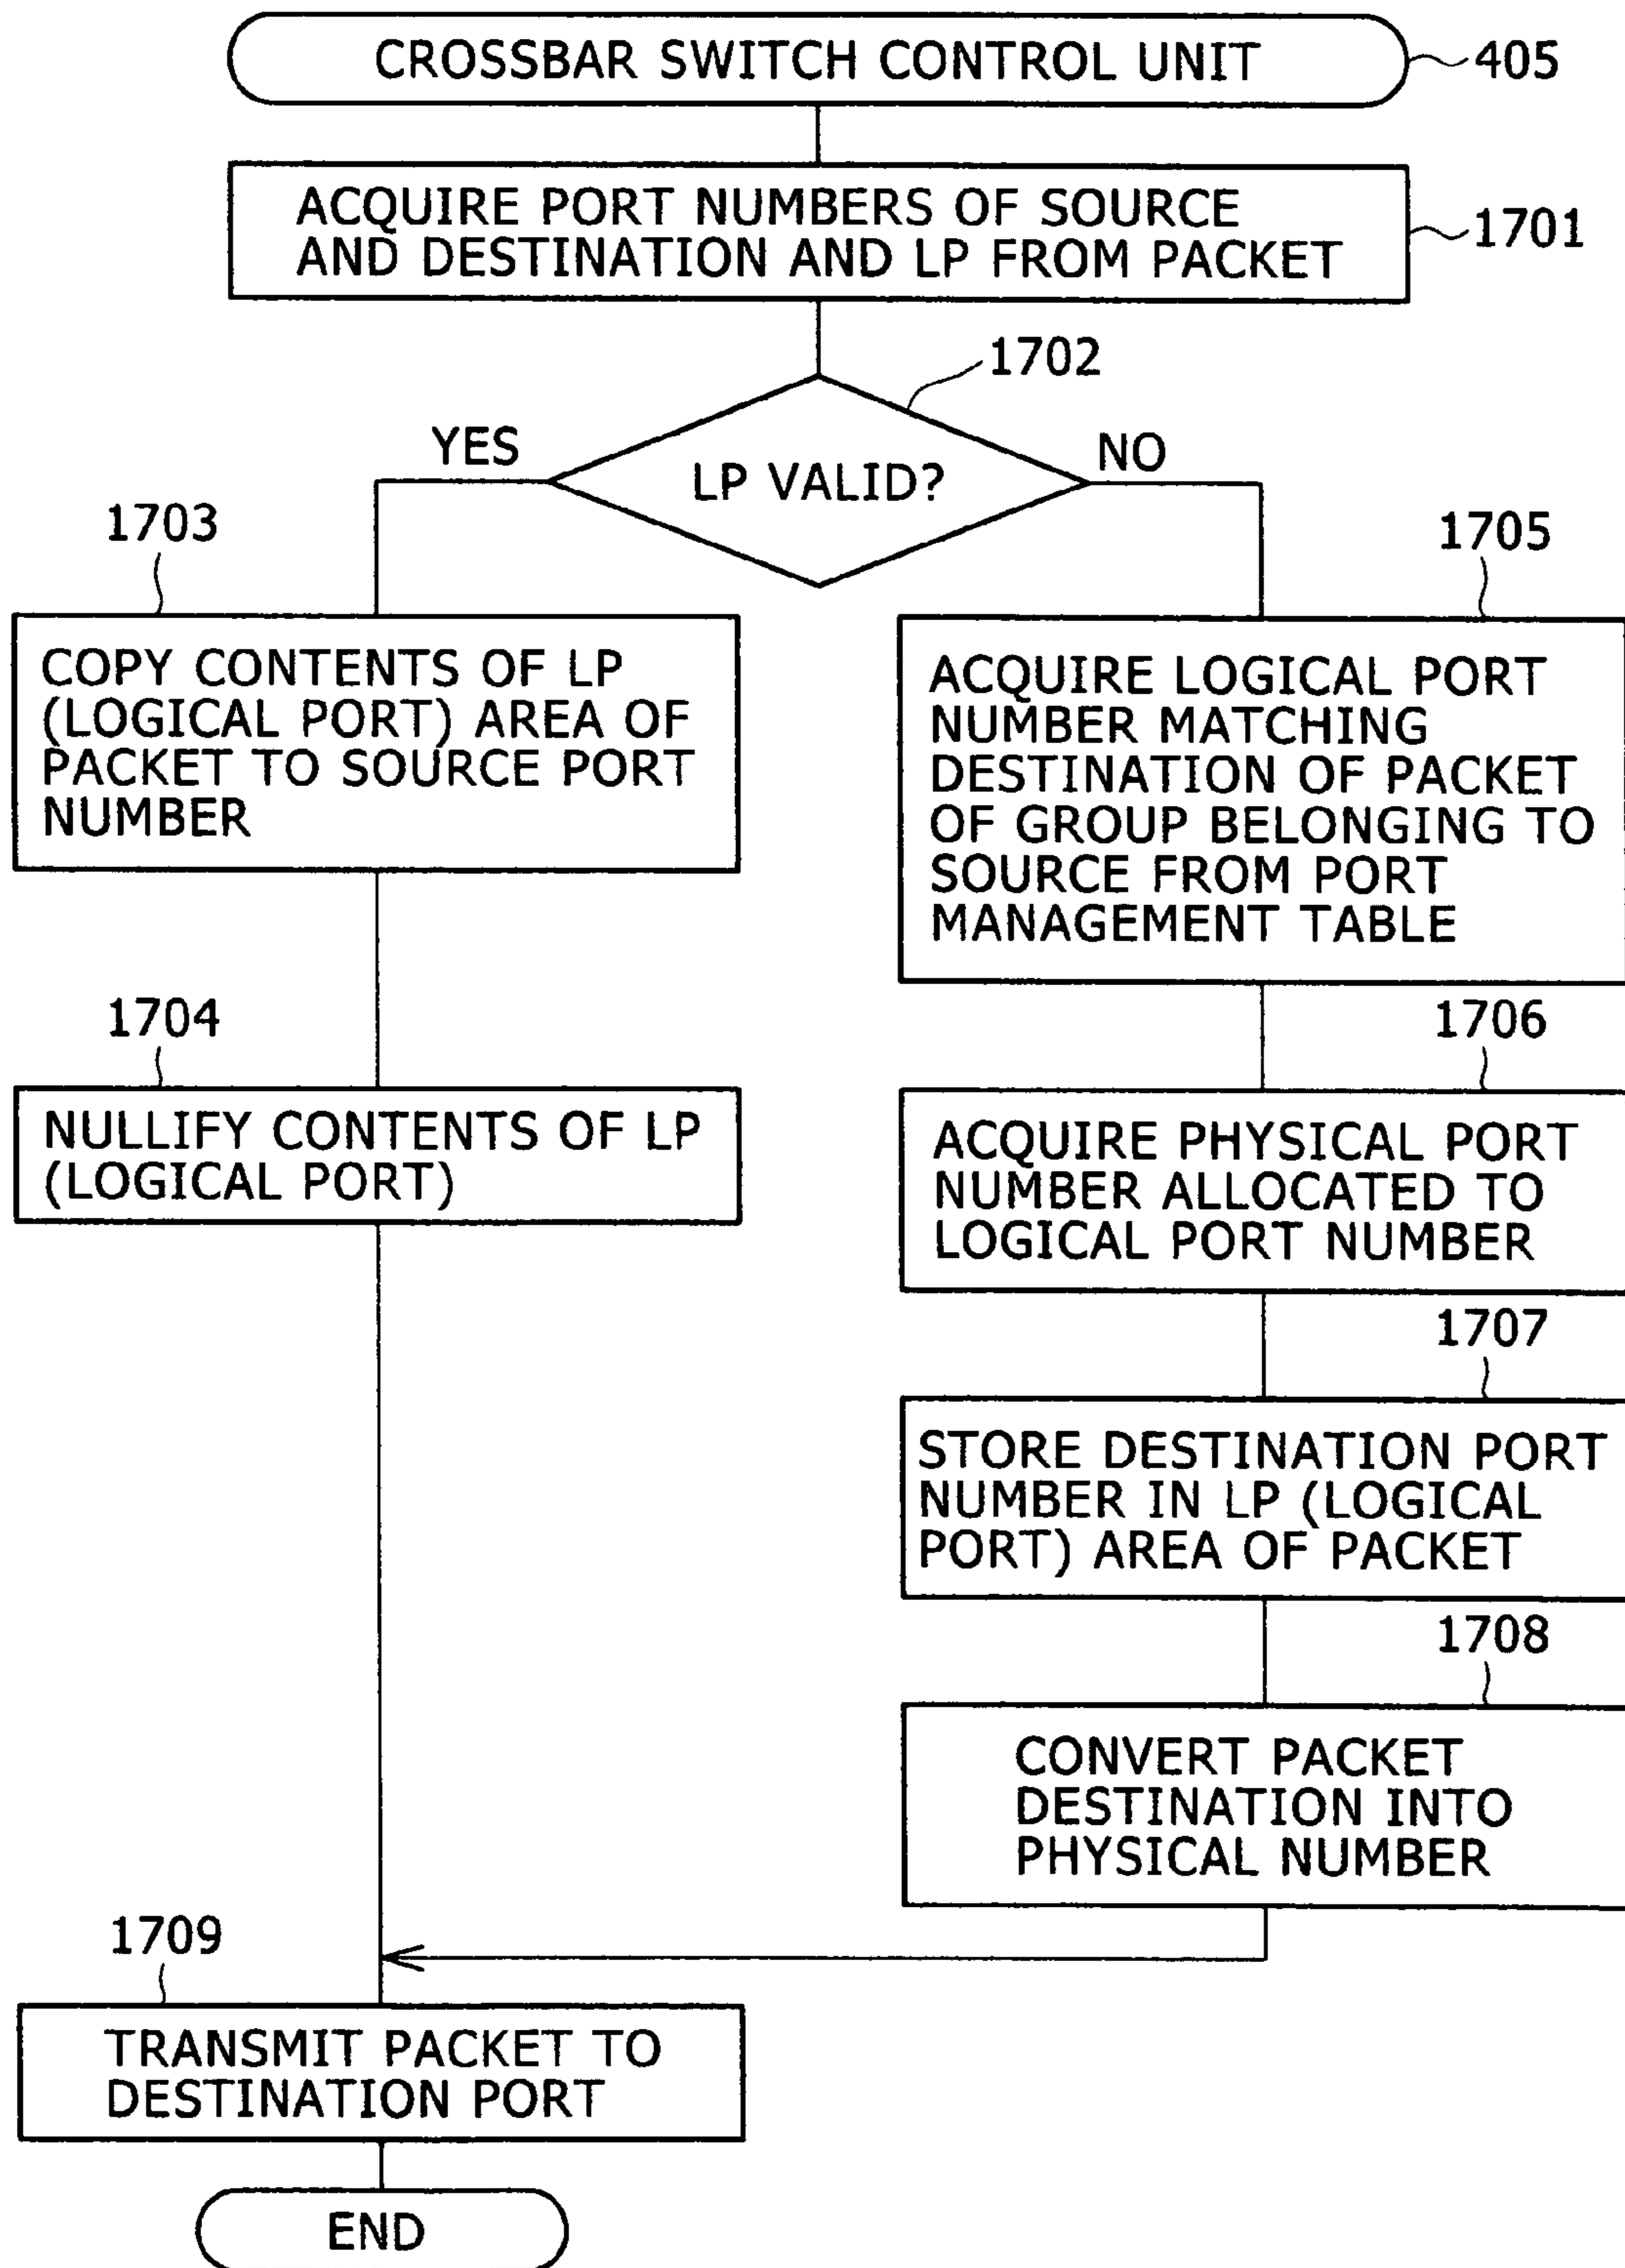 CROSSBAR SWITCH CONTROL UNIT
405
ACQUIRE PORT NUMBERS OF SOURCE
AND DESTINATION AND LP FROM PACKET
1701
1702
YES
LP VALID?
NO
1703
COPY CONTENTS OF LP
(LOGICAL PORT) AREA OF
PACKET TO SOURCE PORT
NUMBER
1704
NULLIFY CONTENTS OF LP
(LOGICAL PORT)
1705
ACQUIRE LOGICAL PORT
NUMBER MATCHING
DESTINATION OF PACKET
OF GROUP BELONGING TO
SOURCE FROM PORT
MANAGEMENT TABLE
1706
ACQUIRE PHYSICAL PORT
NUMBER ALLOCATED TO
LOGICAL PORT NUMBER
1707
STORE DESTINATION PORT
NUMBER IN LP (LOGICAL
PORT) AREA OF PACKET
1708
CONVERT PACKET
DESTINATION INTO
PHYSICAL NUMBER
1709
TRANSMIT PACKET TO
DESTINATION PORT
END